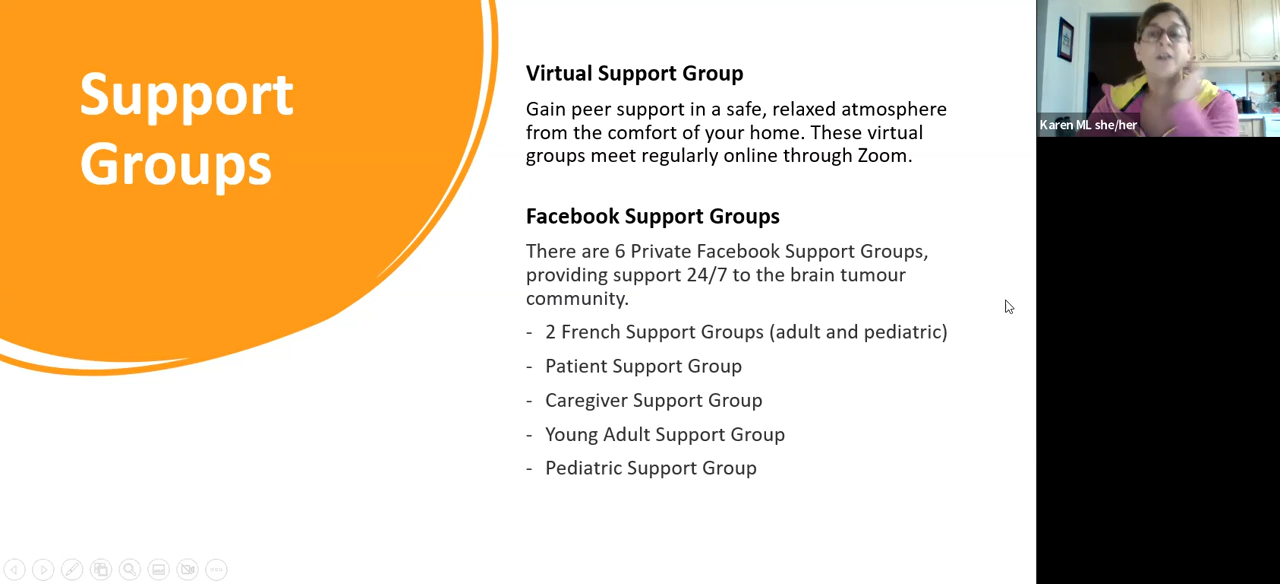 Support
Groups
Virtual Support Group
Gain peer support in a safe, relaxed atmosphere
from the comfort of your home. These virtual
groups meet regularly online through Zoom.
Facebook Support Groups
There are 6 Private Facebook Support Groups,
providing support 24/7 to the brain tumour
community.
- 2 French Support Groups (adult and pediatric)
- Patient Support Group
- Caregiver Support Group
- Young Adult Support Group
- Pediatric Support Group
Karen ML she/her